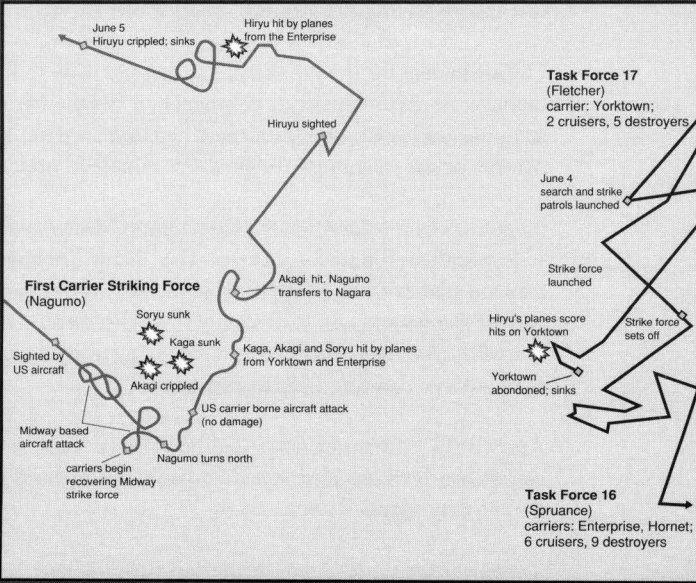 June 5
Hiruyu crippled; sinks
Hiryu hit by planes
from the Enterprise
Hiruyu sighted
Task Force 17
(Fletcher)
carrier: Yorktown;
2 cruisers, 5 destroyers
June 4
search and strike
patrols launched
Strike force
launched
First Carrier Striking Force
(Nagumo)
Akagi hit. Nagumo
transfers to Nagara
Soryu sunk
Kaga sunk
Akagi crippled
Sighted by
US aircraft
Kaga, Akagi and Soryu hit by planes
from Yorktown and Enterprise
Hiryu's planes score
hits on Yorktown
Strike force
sets off
Yorktown
abondoned; sinks
US carrier borne aircraft attack
(no damage)
Midway based
aircraft attack
Nagumo turns north
carriers begin
recovering Midway
strike force
Task Force 16
(Spruance)
carriers: Enterprise, Hornet;
6 cruisers, 9 destroyers